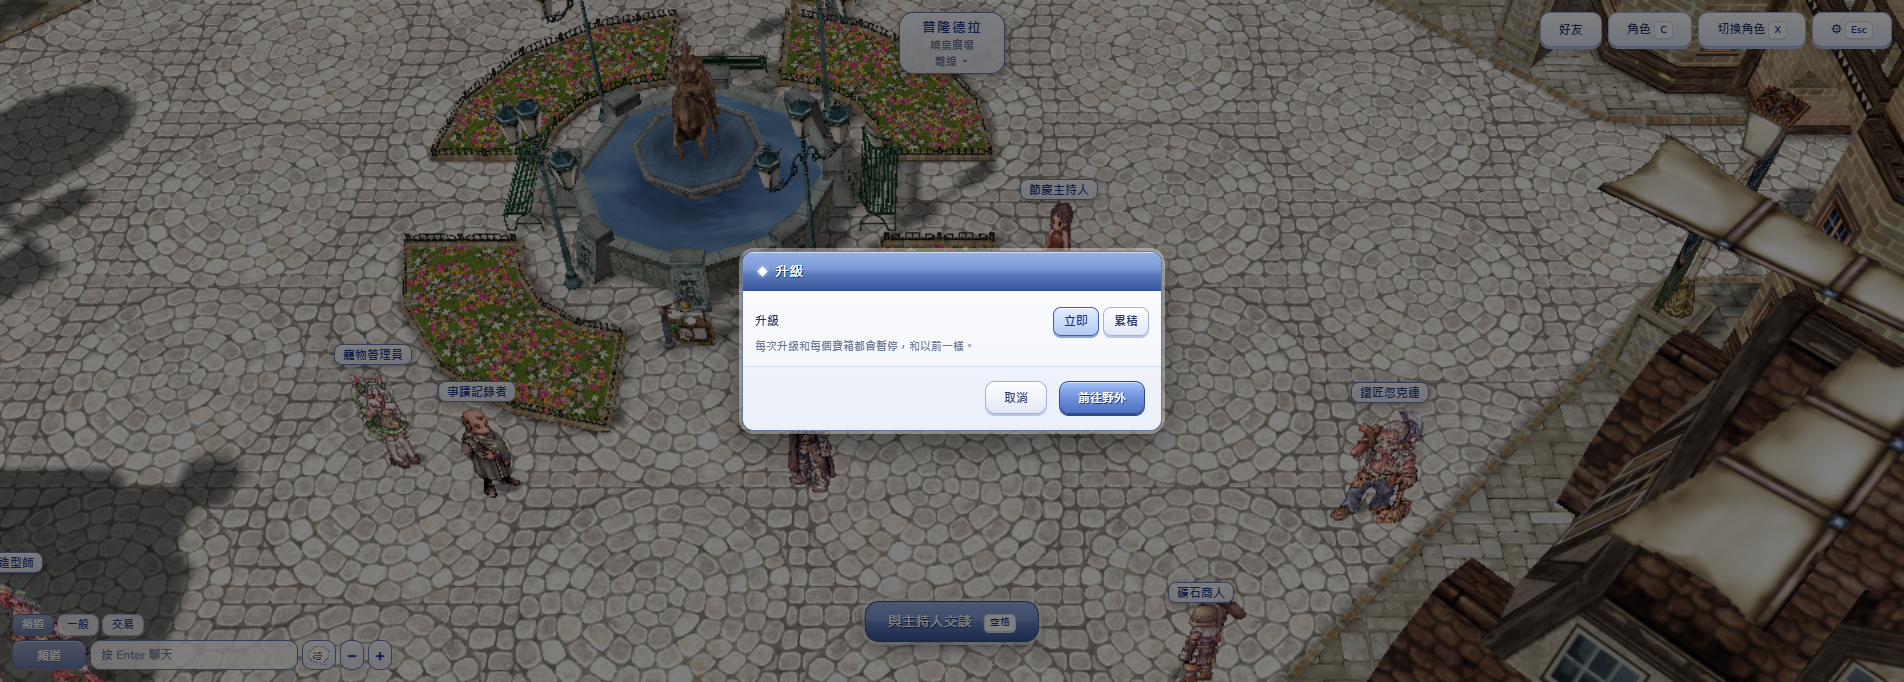 普隆德拉
噴泉廣場
離線
好友
角色 C
切換角色 X
Esc
節慶主持人
升級
升級
立即
累積
每次升級和每個寶箱都會暫停，和以前一樣。
取消
前往野外
寵物管理員
爭議記錄者
鐵匠忽克連
造型師
礦石商人
與主持人交談 空格
頻道
一般
交易
頻道
按 Enter 聊天